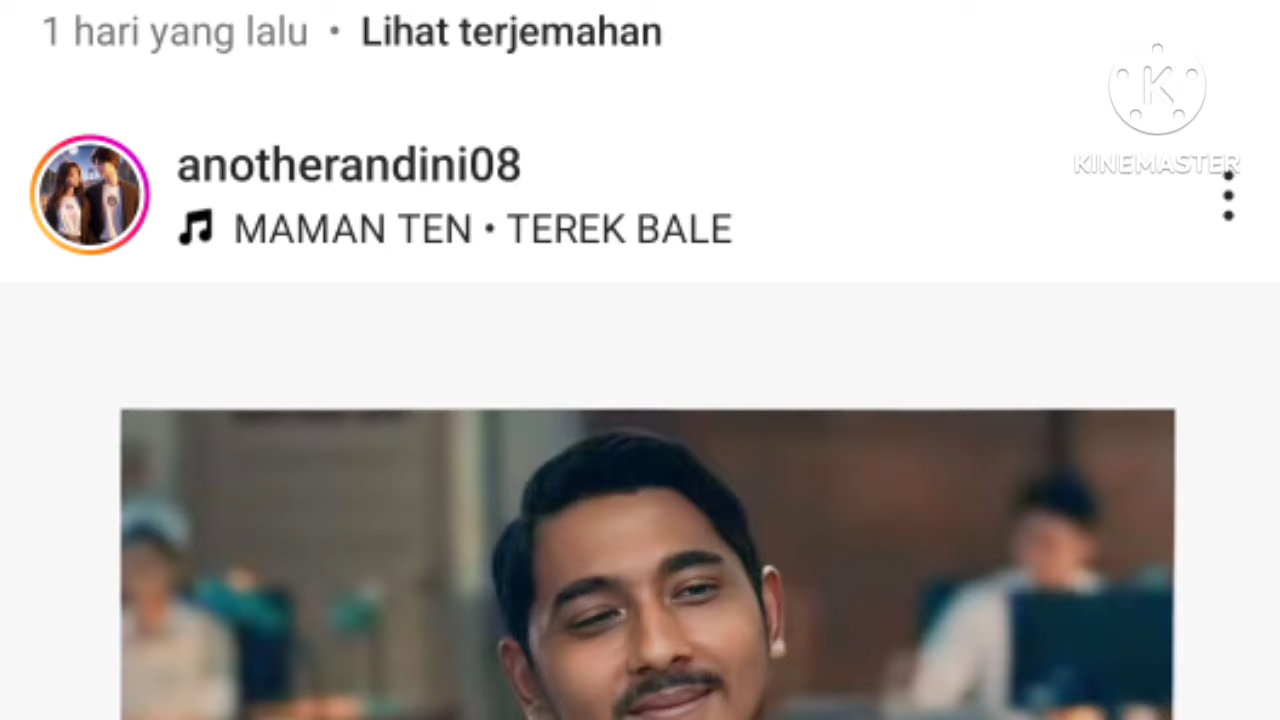 1 hari yang lalu • Lihat terjemahan
KINEMASTER
anotherandini08
MAMAN TEN • TEREK BALE